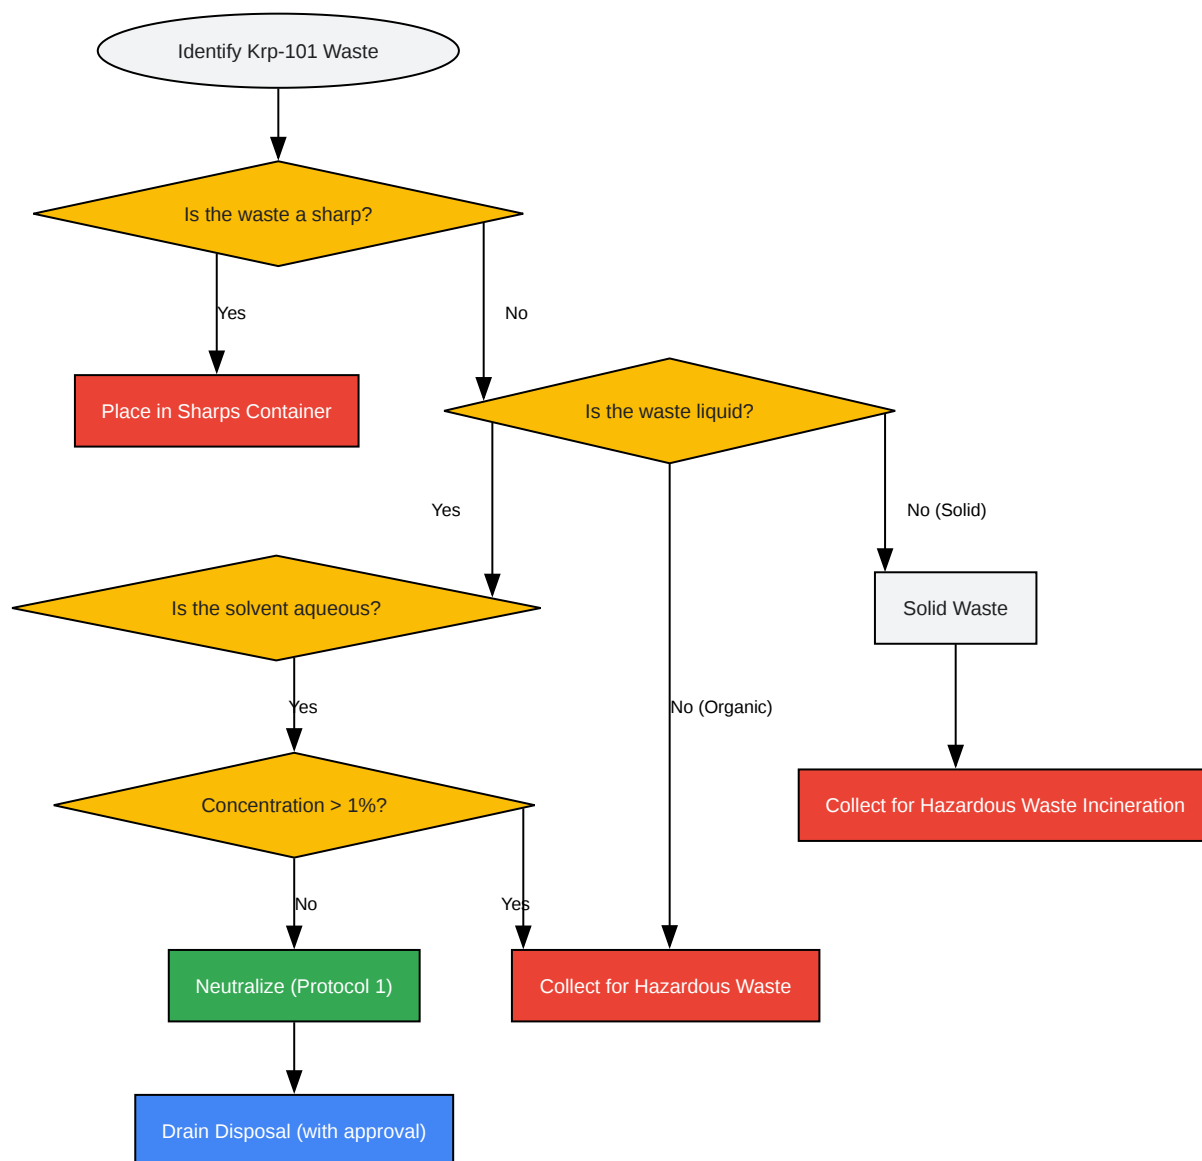 Identify Krp-101 Waste
Is the waste a sharp?
Yes
No
Place in Sharps Container
Is the waste liquid?
Yes
No (Solid)
Is the solvent aqueous?
Solid Waste
Yes
No (Organic)
Concentration > 1%?
Collect for Hazardous Waste Incineration
No
Yes
Neutralize (Protocol 1)
Collect for Hazardous Waste
Drain Disposal (with approval)